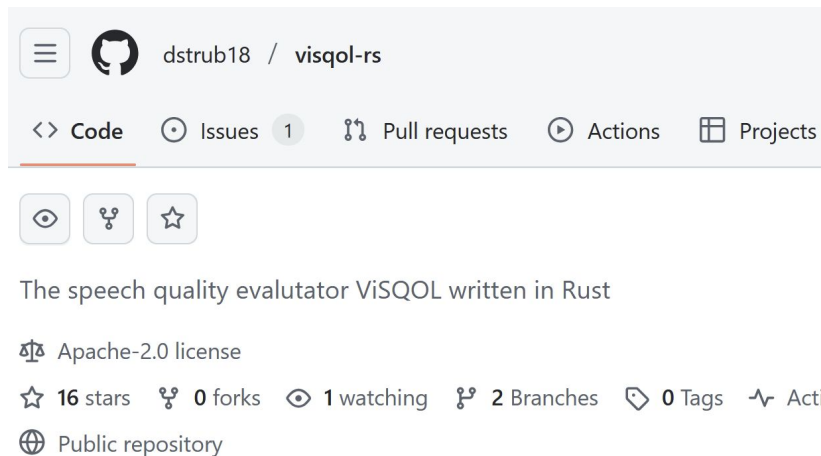 dstrub18 / visqol-rs
Code Issues 1 Pull requests Actions Projects
The speech quality evalutator ViSQOL written in Rust
Apache-2.0 license
16 stars 0 forks 1 watching 2 Branches 0 Tags Acti
Public repository